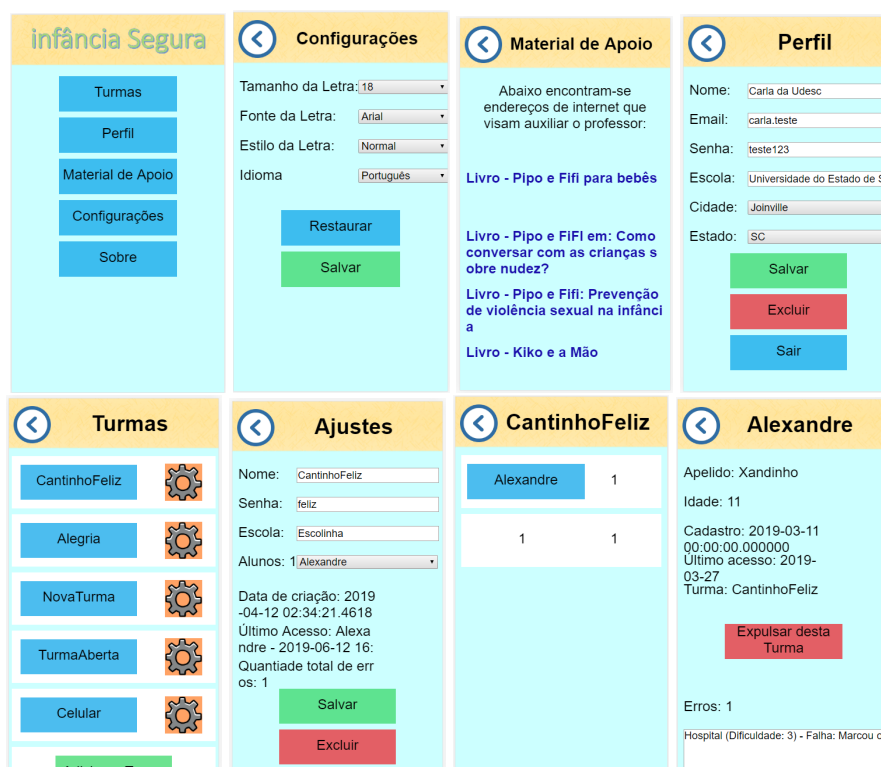 infância Segura
Turmas
Perfil
Material de Apoio
Configurações
Sobre
Configurações
Tamanho da Letra: 18
Fonte da Letra: Arial
Estilo da Letra: Normal
Idioma Português
Restaurar
Salvar
Material de Apoio
Abaixo encontram-se
endereços de internet que
visam auxiliar o professor:
Livro - Pipo e Fifi para bebês
Livro - Pipo e FiFI em: Como
conversar com as crianças s
obre nudez?
Livro - Pipo e Fifi: Prevenção
de violência sexual na infânci
a
Livro - Kiko e a Mão
Perfil
Nome: Carla da Udesc
Email: carla.teste
Senha: teste123
Escola: Universidade do Estado de S
Cidade: Joinville
Estado: SC
Salvar
Excluir
Sair
Turmas
CantinhoFeliz
Alegria
NovaTurma
TurmaAberta
Celular
Ajustes
Nome: CantinhoFeliz
Senha: feliz
Escola: Escolinha
Alunos: 1 Alexandre
Data de criação: 2019
-04-12 02:34:21.4618
Último Acesso: Alexa
ndre - 2019-06-12 16:
Quantiade total de err
os: 1
Salvar
Excluir
CantinhoFeliz
Alexandre 1
1 1
Alexandre
Apelido: Xandinho
Idade: 11
Cadastro: 2019-03-11
00:00:00.000000
Último acesso: 2019-
03-27
Turma: CantinhoFeliz
Expulsar desta
Turma
Erros: 1
Hospital (Dificuldade: 3) - Falha: Marcou